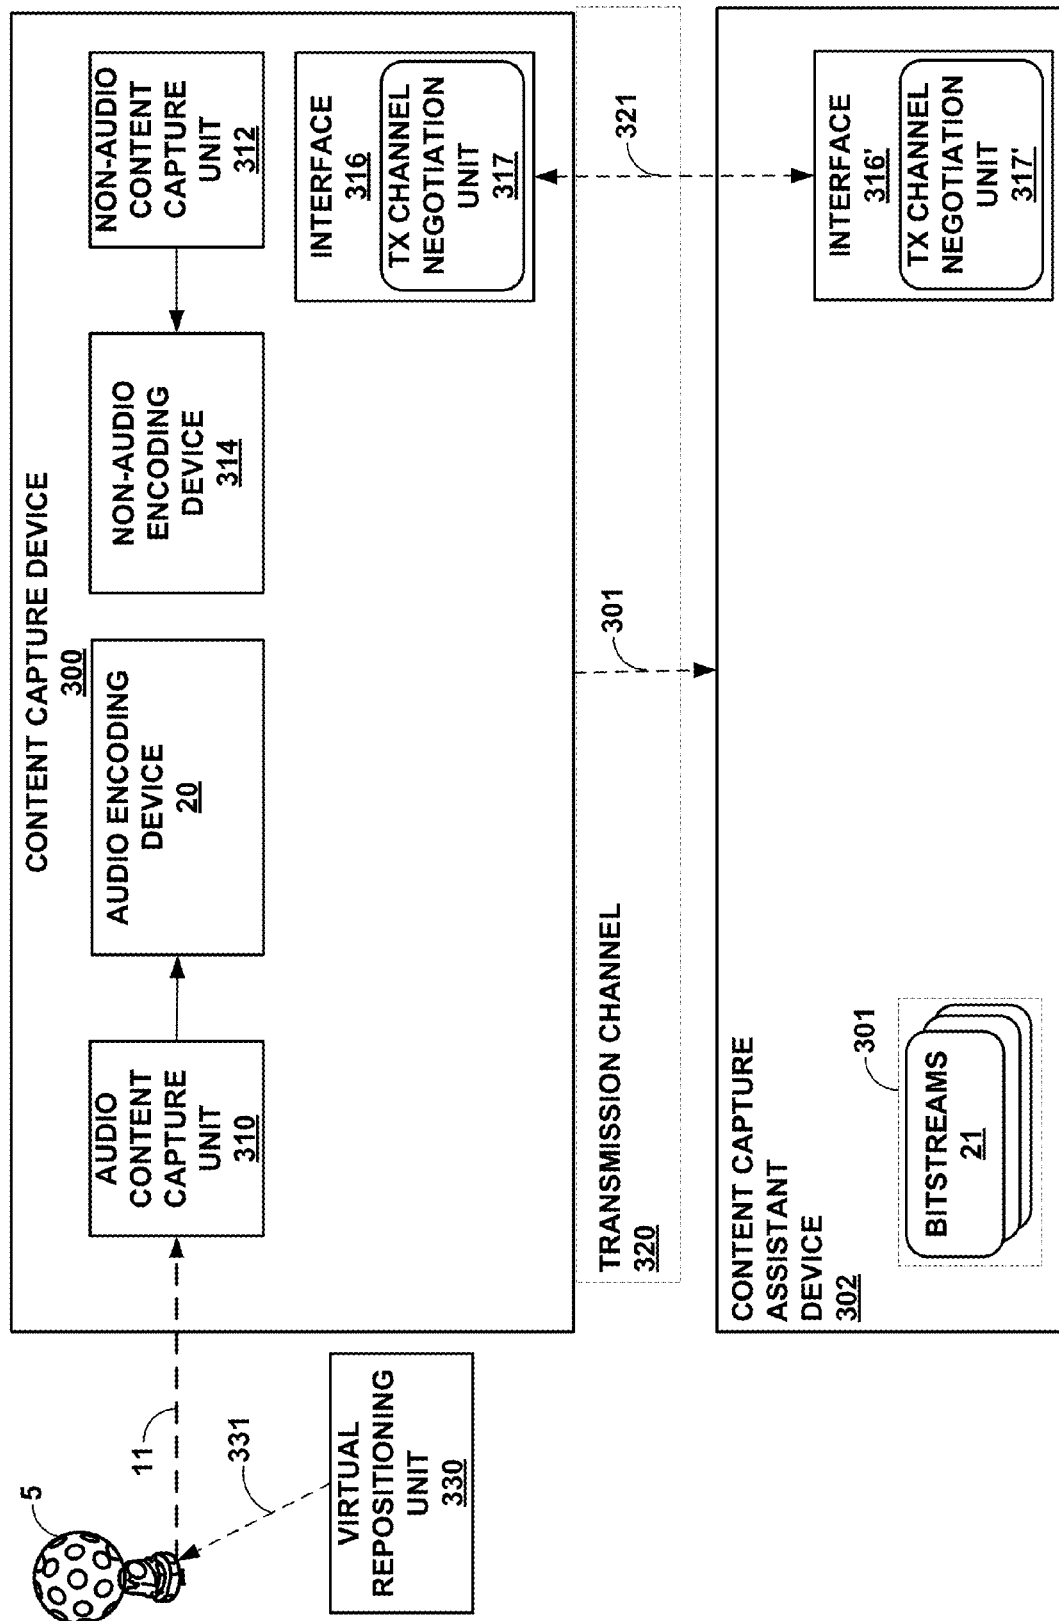 5
11
331
VIRTUAL
REPOSITIONING
UNIT
330
CONTENT CAPTURE DEVICE
300
AUDIO
CONTENT
CAPTURE
UNIT
310
AUDIO ENCODING
DEVICE
20
NON-AUDIO
ENCODING
DEVICE
314
NON-AUDIO
CONTENT
CAPTURE
UNIT
312
INTERFACE
316
TX CHANNEL
NEGOTIATION
UNIT
317
TRANSMISSION CHANNEL
320
301
321
CONTENT CAPTURE
ASSISTANT
DEVICE
302
301
BITSTREAMS
21
INTERFACE
316'
TX CHANNEL
NEGOTIATION
UNIT
317'